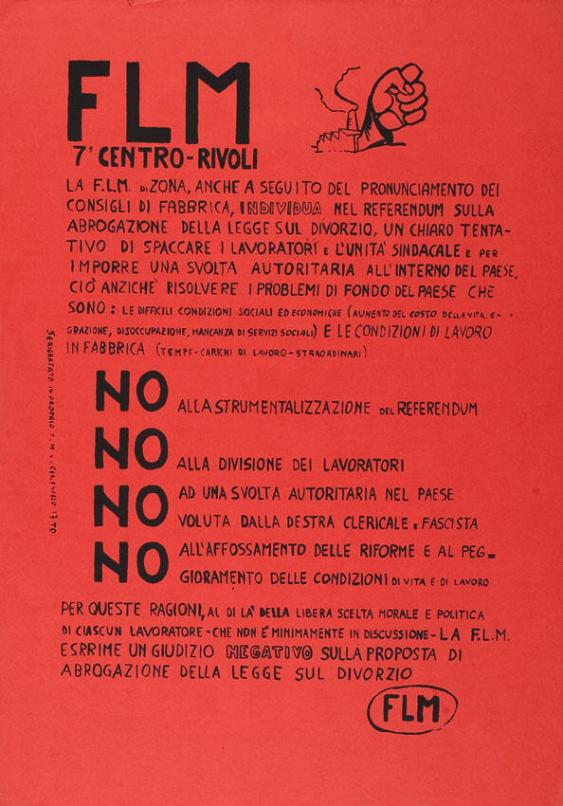 FLM
7ª CENTRO-RIVOLI
LA F.L.M. DI ZONA, ANCHE A SEGUITO DEL PRONUNCIAMENTO DEI
CONSIGLI DI FABBRICA, INDIVIDUA NEL REFERENDUM SULLA
ABROGAZIONE DELLA LEGGE SUL DIVORZIO, UN CHIARO TENTA-
TIVO DI SPACCARE I LAVORATORI E L'UNITA' SINDACALE E PER
IMPORRE UNA SVOLTA AUTORITARIA ALL'INTERNO DEL PAESE,
CIO' ANZICHE' RISOLVERE I PROBLEMI DI FONDO DEL PAESE CHE
SONO: LE DIFFICILI CONDIZIONI SOCIALI ED ECONOMICHE (AUMENTO DEL COSTO DELLA VITA, EMI-
GRAZIONE, DISOCCUPAZIONE, MANCANZA DI SERVIZI SOCIALI) E LE CONDIZIONI DI LAVORO
IN FABBRICA (TEMPI-CARICHI DI LAVORO-STRAORDINARI)
NO ALLA STRUMENTALIZZAZIONE DEL REFERENDUM
NO ALLA DIVISIONE DEI LAVORATORI
NO AD UNA SVOLTA AUTORITARIA NEL PAESE
VOLUTA DALLA DESTRA CLERICALE E FASCISTA
NO ALL'AFFOSSAMENTO DELLE RIFORME E AL PEG-
GIORAMENTO DELLE CONDIZIONI DI VITA E DI LAVORO
PER QUESTE RAGIONI, AL DI LA' DELLA LIBERA SCELTA MORALE E POLITICA
DI CIASCUN LAVORATORE-CHE NON E' MINIMAMENTE IN DISCUSSIONE-LA F.L.M.
ESRRIME UN GIUDIZIO NEGATIVO SULLA PROPOSTA DI
ABROGAZIONE DELLA LEGGE SUL DIVORZIO
FLM
SERIGRAFATO IN PROPRIO F.L.M.